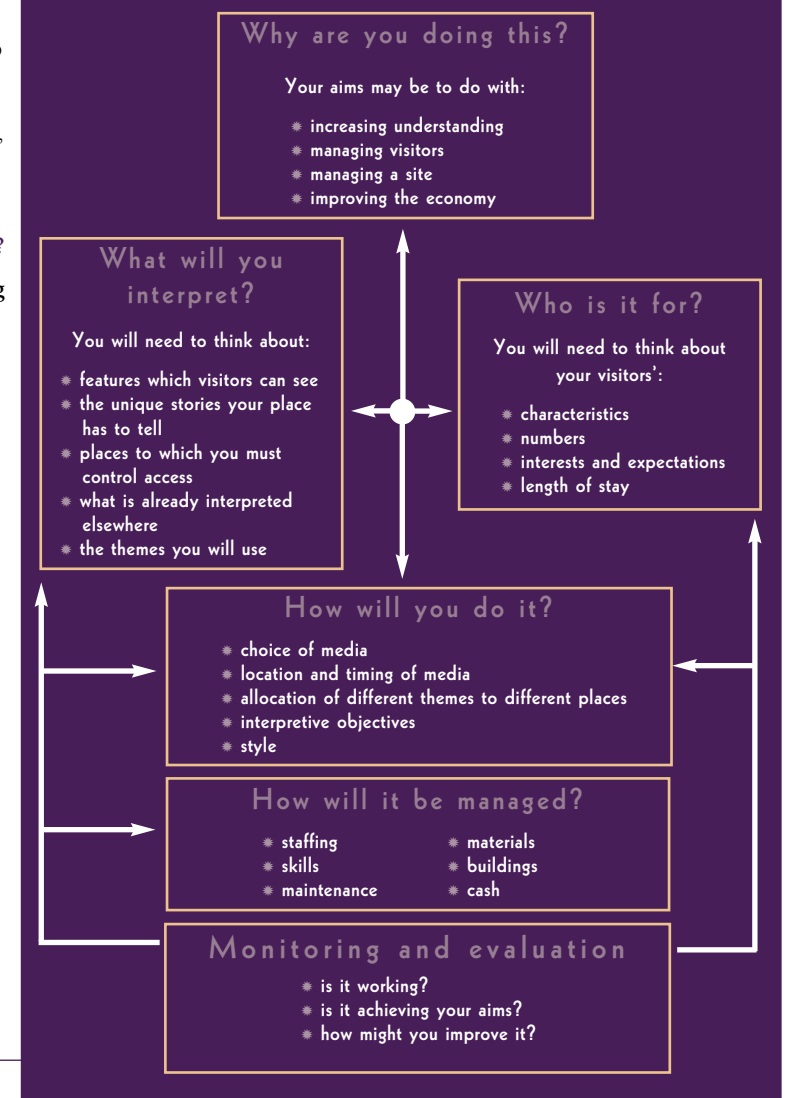 Why are you doing this?
Your aims may be to do with:
increasing understanding
managing visitors
managing a site
improving the economy
What will you
interpret?
You will need to think about:
features which visitors can see
the unique stories your place
has to tell
places to which you must
control access
what is already interpreted
elsewhere
the themes you will use
Who is it for?
You will need to think about
your visitors':
characteristics
numbers
interests and expectations
length of stay
How will you do it?
choice of media
location and timing of media
allocation of different themes to different places
interpretive objectives
style
How will it be managed?
staffing
skills
maintenance
materials
buildings
cash
Monitoring and evaluation
is it working?
is it achieving your aims?
how might you improve it?